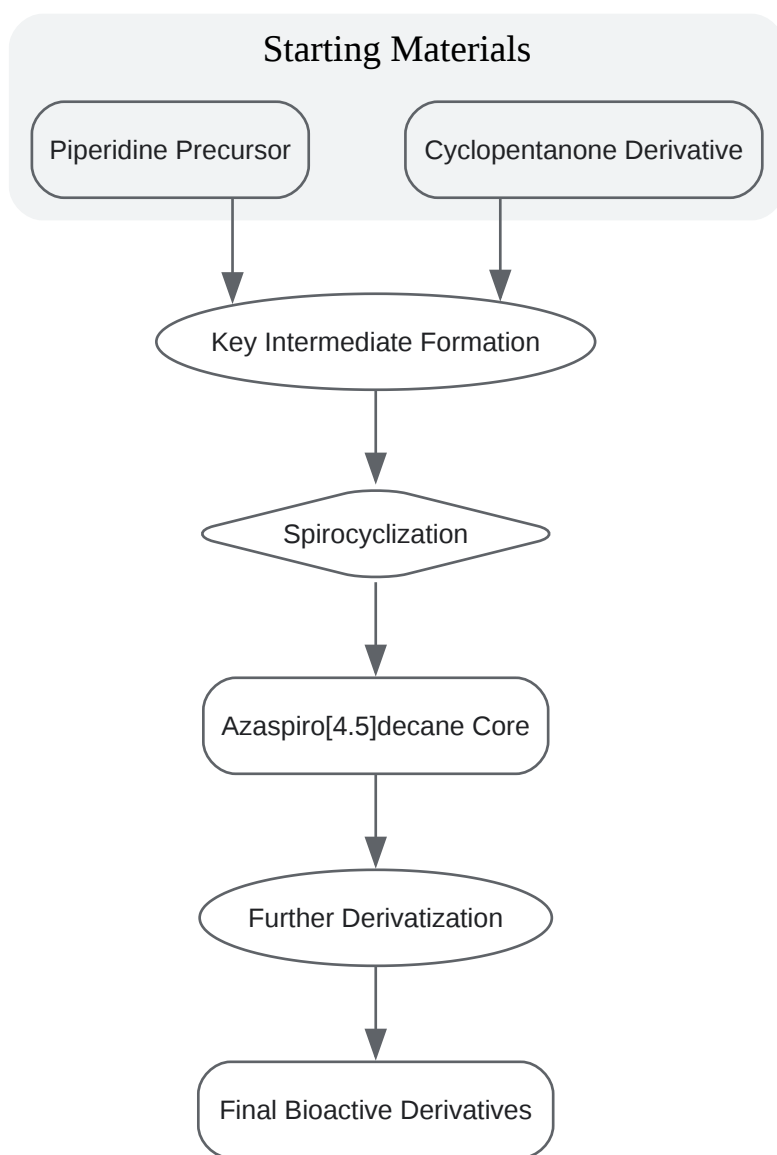 Starting Materials
Piperidine Precursor
Cyclopentanone Derivative
Key Intermediate Formation
Spirocyclization
Azaspiro[4.5]decane Core
Further Derivatization
Final Bioactive Derivatives